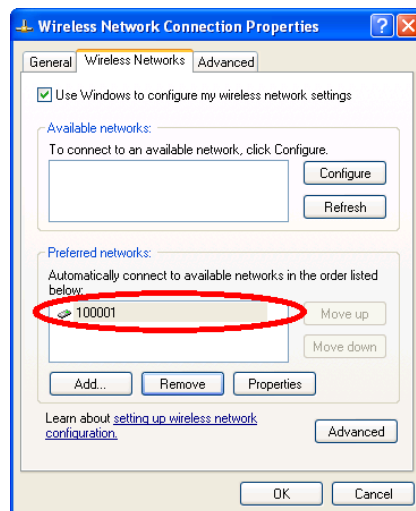 Wireless Network Connection Properties
General Wireless Networks Advanced
Use Windows to configure my wireless network settings
Available networks:
To connect to an available network, click Configure.
Configure
Refresh
Preferred networks:
Automatically connect to available networks in the order listed
below:
100001
Move up
Move down
Add... Remove Properties
Learn about setting up wireless network
configuration.
Advanced
OK Cancel